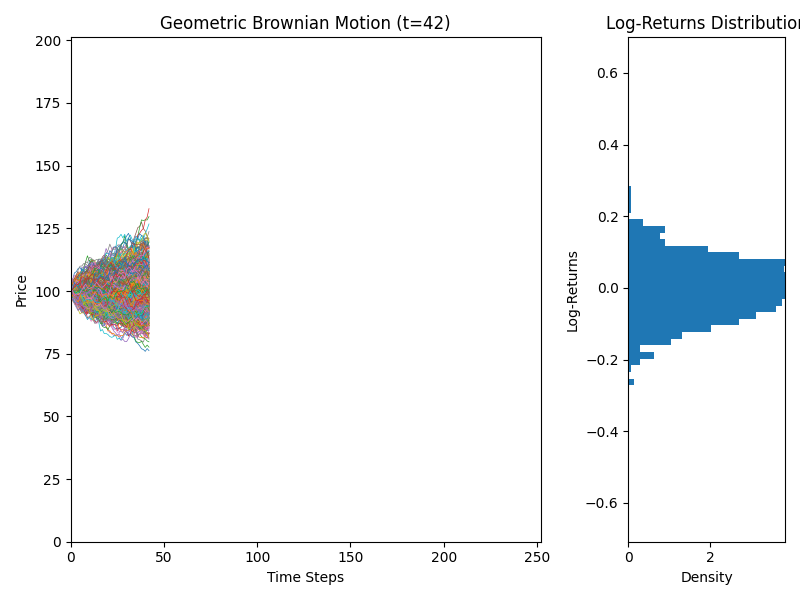 Geometric Brownian Motion (t=42)
Log-Returns Distribution
200
175
150
125
100
75
50
25
0
Price
0 50 100 150 200 250
Time Steps
0.6
0.4
0.2
0.0
−0.2
−0.4
−0.6
Log-Returns
0 2
Density